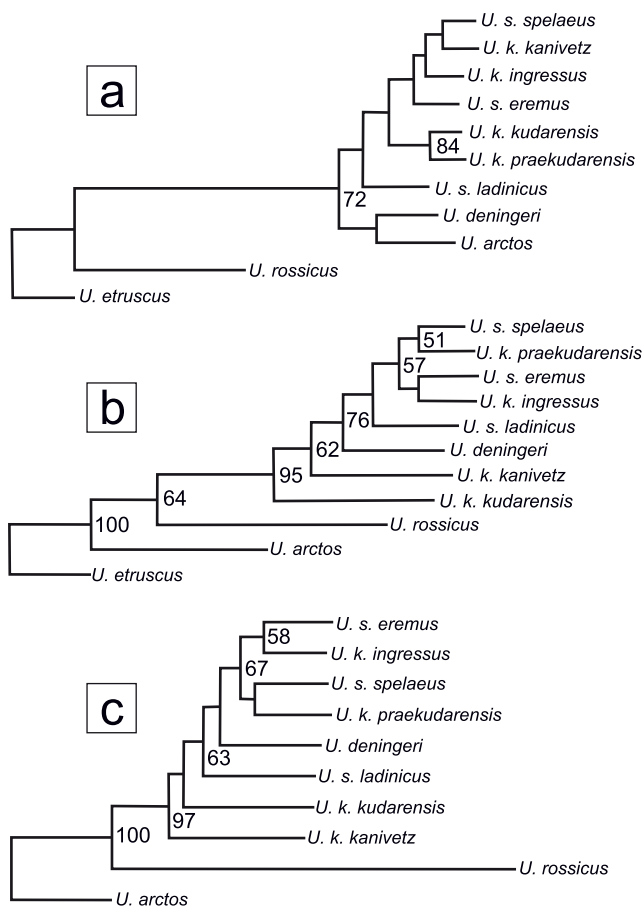 a
U. s. spelaeus
U. k. kanivetz
U. k. ingressus
U. s. eremus
U. k. kudarensis
84
U. k. praekudarensis
U. s. ladinicus
72
U. deningeri
U. arctos
U. rossicus
U. etruscus
b
U. s. spelaeus
51
U. k. praekudarensis
57
U. s. eremus
U. k. ingressus
76
U. s. ladinicus
62
U. deningeri
95
U. k. kanivetz
64
U. k. kudarensis
100
U. rossicus
U. arctos
U. etruscus
c
U. s. eremus
58
U. k. ingressus
67
U. s. spelaeus
U. k. praekudarensis
U. deningeri
63
U. s. ladinicus
U. k. kudarensis
97
100
U. k. kanivetz
U. rossicus
U. arctos